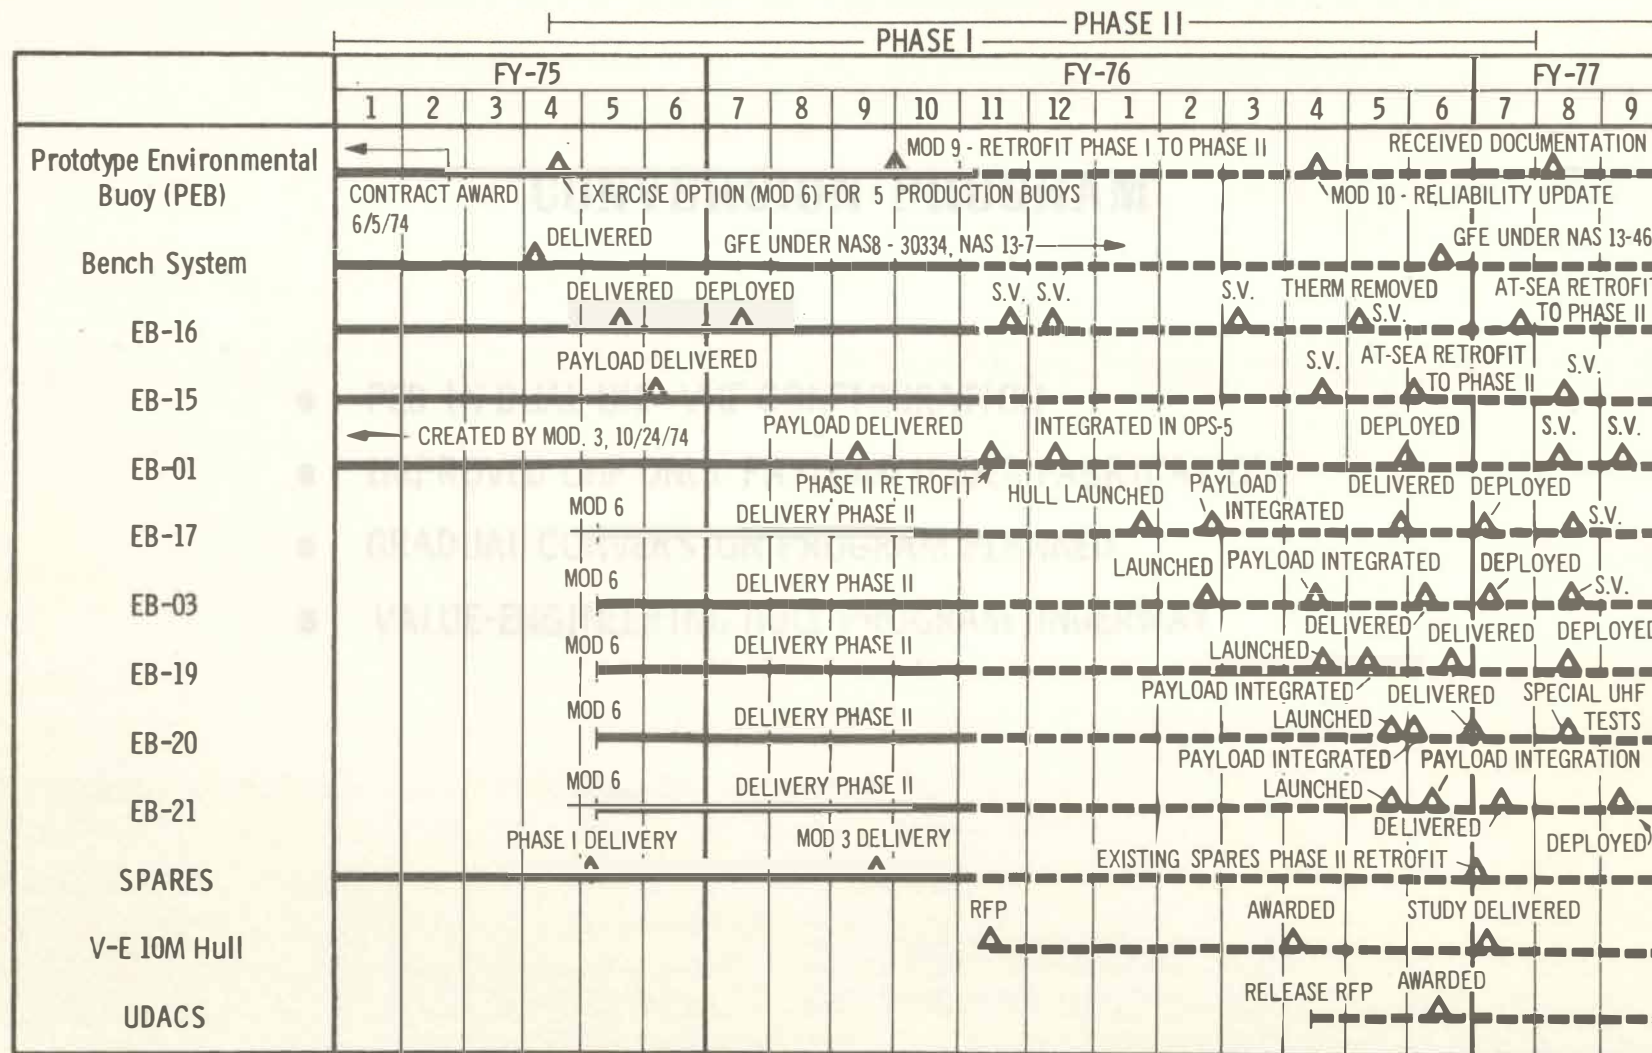 PHASE II
PHASE I
FY-75 FY-76 FY-77
1 2 3 4 5 6 7 8 9 10 11 12 1 2 3 4 5 6 7 8 9
Prototype Environmental
Buoy (PEB)
MOD 9 - RETROFIT PHASE I TO PHASE II
RECEIVED DOCUMENTATION
CONTRACT AWARD
6/5/74
EXERCISE OPTION (MOD 6) FOR 5 PRODUCTION BUOYS
MOD 10 - RELIABILITY UPDATE
Bench System
DELIVERED
GFE UNDER NAS8 - 30334, NAS 13-7
GFE UNDER NAS 13-46
EB-16
DELIVERED DEPLOYED S.V. S.V. S.V. THERM REMOVED
S.V.
AT-SEA RETROFIT
TO PHASE II
EB-15
PAYLOAD DELIVERED
S.V.
AT-SEA RETROFIT
TO PHASE II
S.V.
EB-01
CREATED BY MOD. 3, 10/24/74
PAYLOAD DELIVERED
INTEGRATED IN OPS-5
DEPLOYED
S.V. S.V.
PHASE II RETROFIT
EB-17
MOD 6
DELIVERY PHASE II
HULL LAUNCHED
PAYLOAD
INTEGRATED
DELIVERED DEPLOYED
S.V.
EB-03
MOD 6
DELIVERY PHASE II
LAUNCHED
PAYLOAD INTEGRATED
DEPLOYED
S.V.
DELIVERED
EB-19
MOD 6
DELIVERY PHASE II
LAUNCHED
DELIVERED
DEPLOYED
PAYLOAD INTEGRATED
EB-20
MOD 6
DELIVERY PHASE II
LAUNCHED
DELIVERED
SPECIAL UHF
TESTS
PAYLOAD INTEGRATED
EB-21
MOD 6
DELIVERY PHASE II
LAUNCHED
PAYLOAD INTEGRATION
DELIVERED
DEPLOYED
SPARES
PHASE I DELIVERY
MOD 3 DELIVERY
EXISTING SPARES PHASE II RETROFIT
V-E 10M Hull
RFP
AWARDED
STUDY DELIVERED
UDACS
RELEASE RFP
AWARDED
GRADUAL CONVERSION PROGRAM PLANNED
VALUE-ENGINEERING HULL PROGRAM UNDERWAY